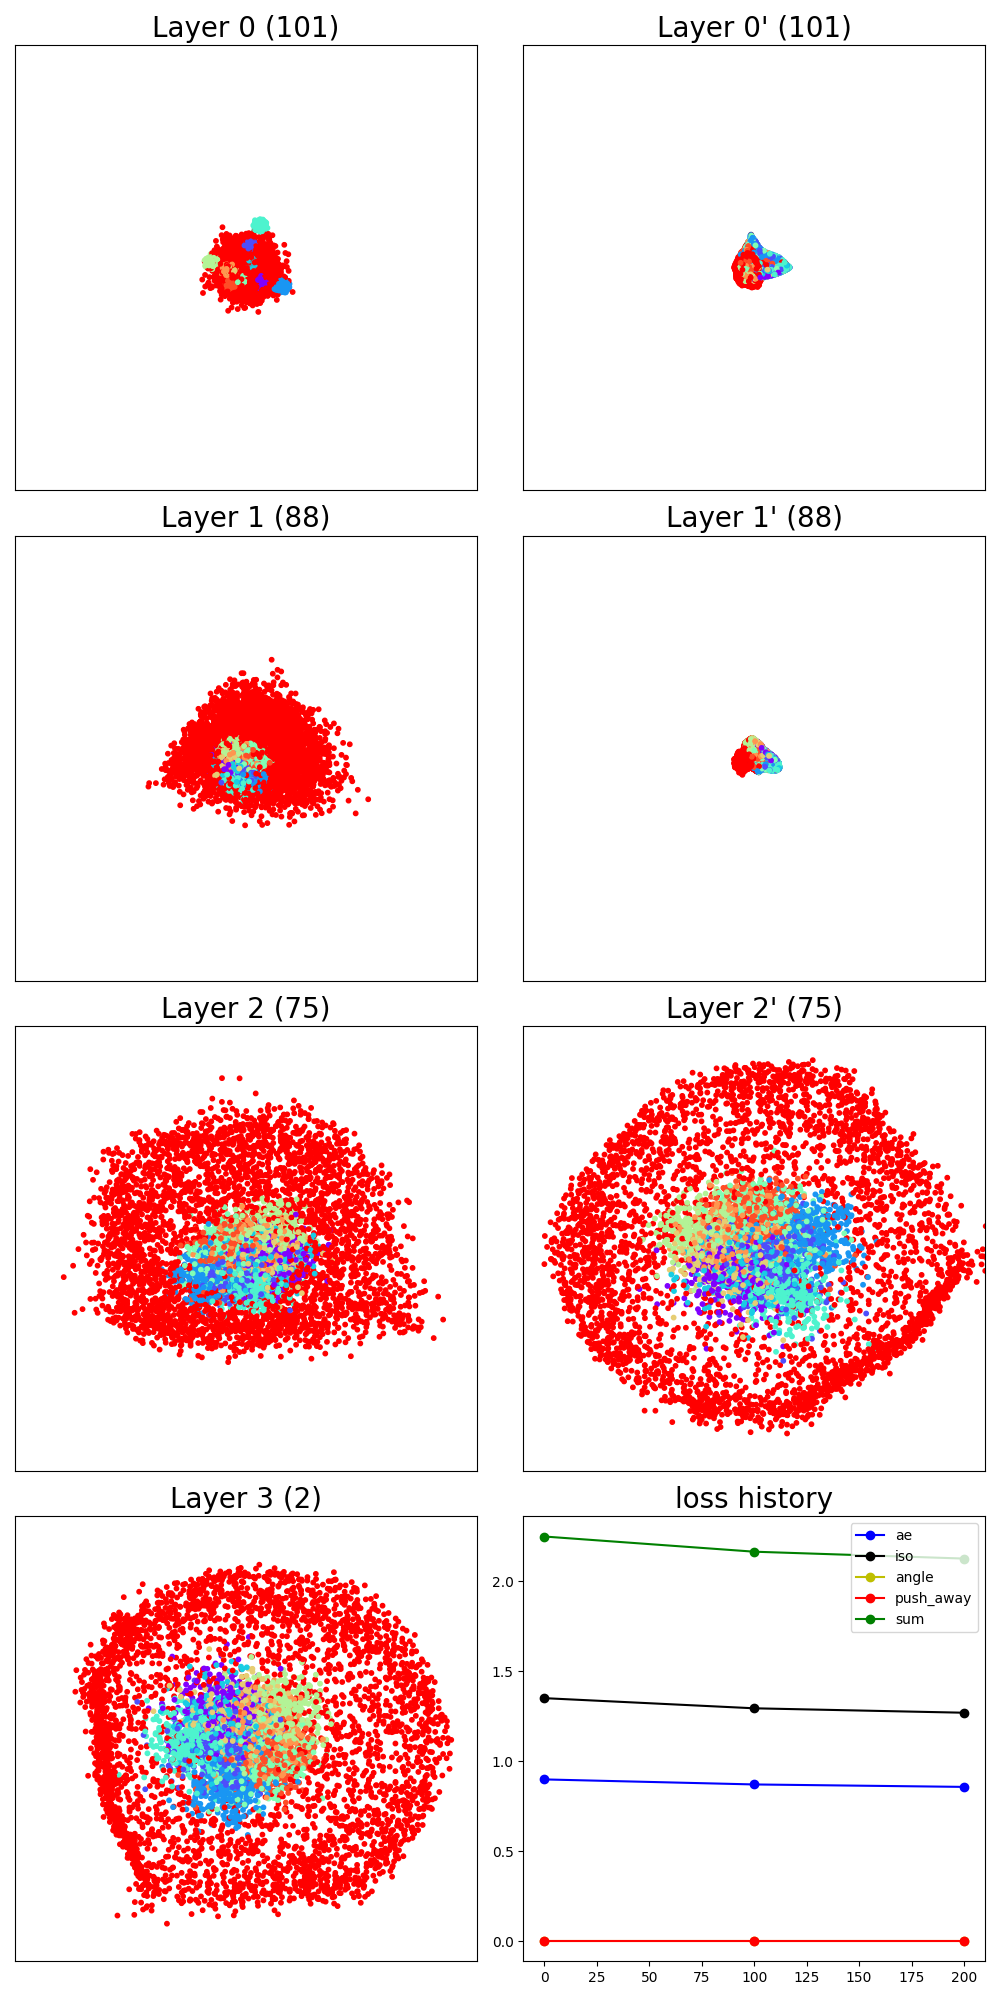 Layer 0 (101)
Layer 0' (101)
Layer 1 (88)
Layer 1' (88)
Layer 2 (75)
Layer 2' (75)
Layer 3 (2)
loss history
ae
iso
angle
push_away
sum
2.0
1.5
1.0
0.5
0.0
0 25 50 75 100 125 150 175 200